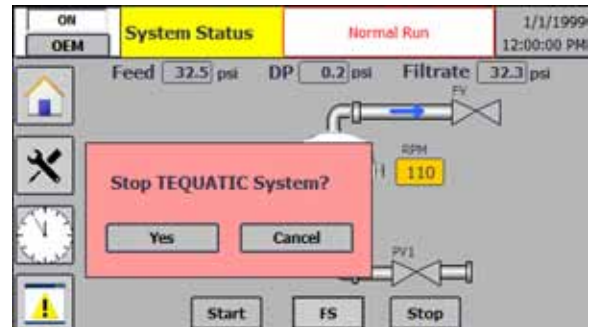 ON
OEM
System Status
Normal Run
1/1/1999
12:00:00 PM
Feed 32.5 psi DP 0.2 psi Filtrate 32.3 psi
FV
RPM
H 110
Stop TEQUATIC System?
Yes Cancel
PV1
Start FS Stop